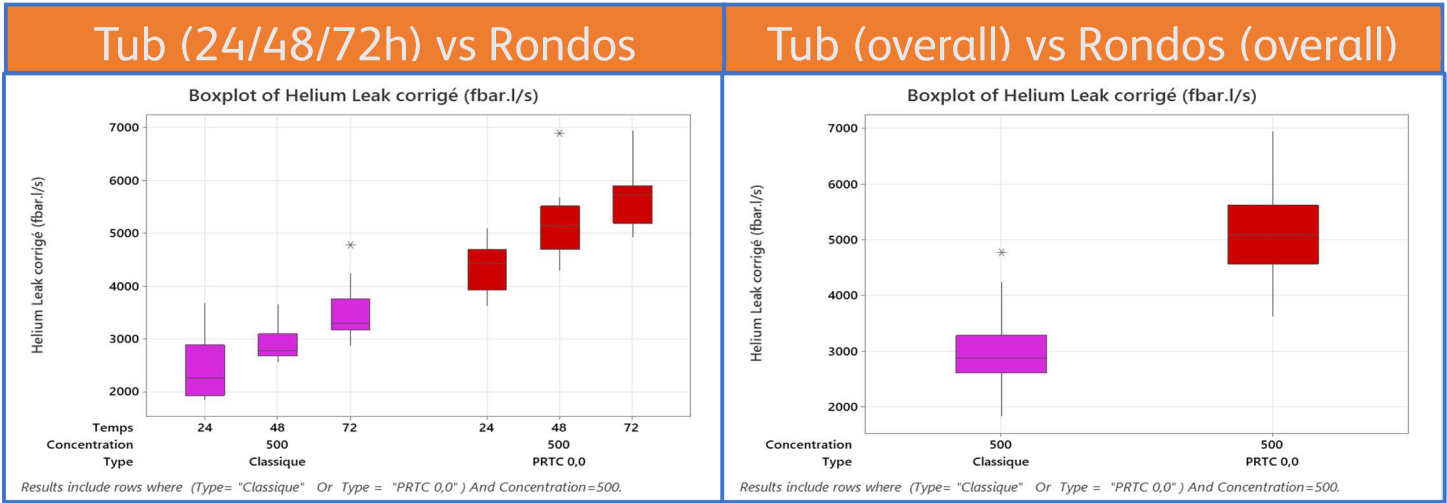 Tub (24/48/72h) vs Rondos
Boxplot of Helium Leak corrigé (fbar.l/s)
Helium Leak corrigé (fbar.l/s)
7000
6000
5000
4000
3000
2000
Temps 24 48 72 24 48 72
Concentration 500 500
Type Classique PRTC 0,0
Results include rows where (Type= "Classique" Or Type = "PRTC 0,0" ) And Concentration=500.
Tub (overall) vs Rondos (overall)
Boxplot of Helium Leak corrigé (fbar.l/s)
Helium Leak corrigé (fbar.l/s)
7000
6000
5000
4000
3000
2000
Concentration 500 500
Type Classique PRTC 0,0
Results include rows where (Type= "Classique" Or Type = "PRTC 0,0" ) And Concentration=500.